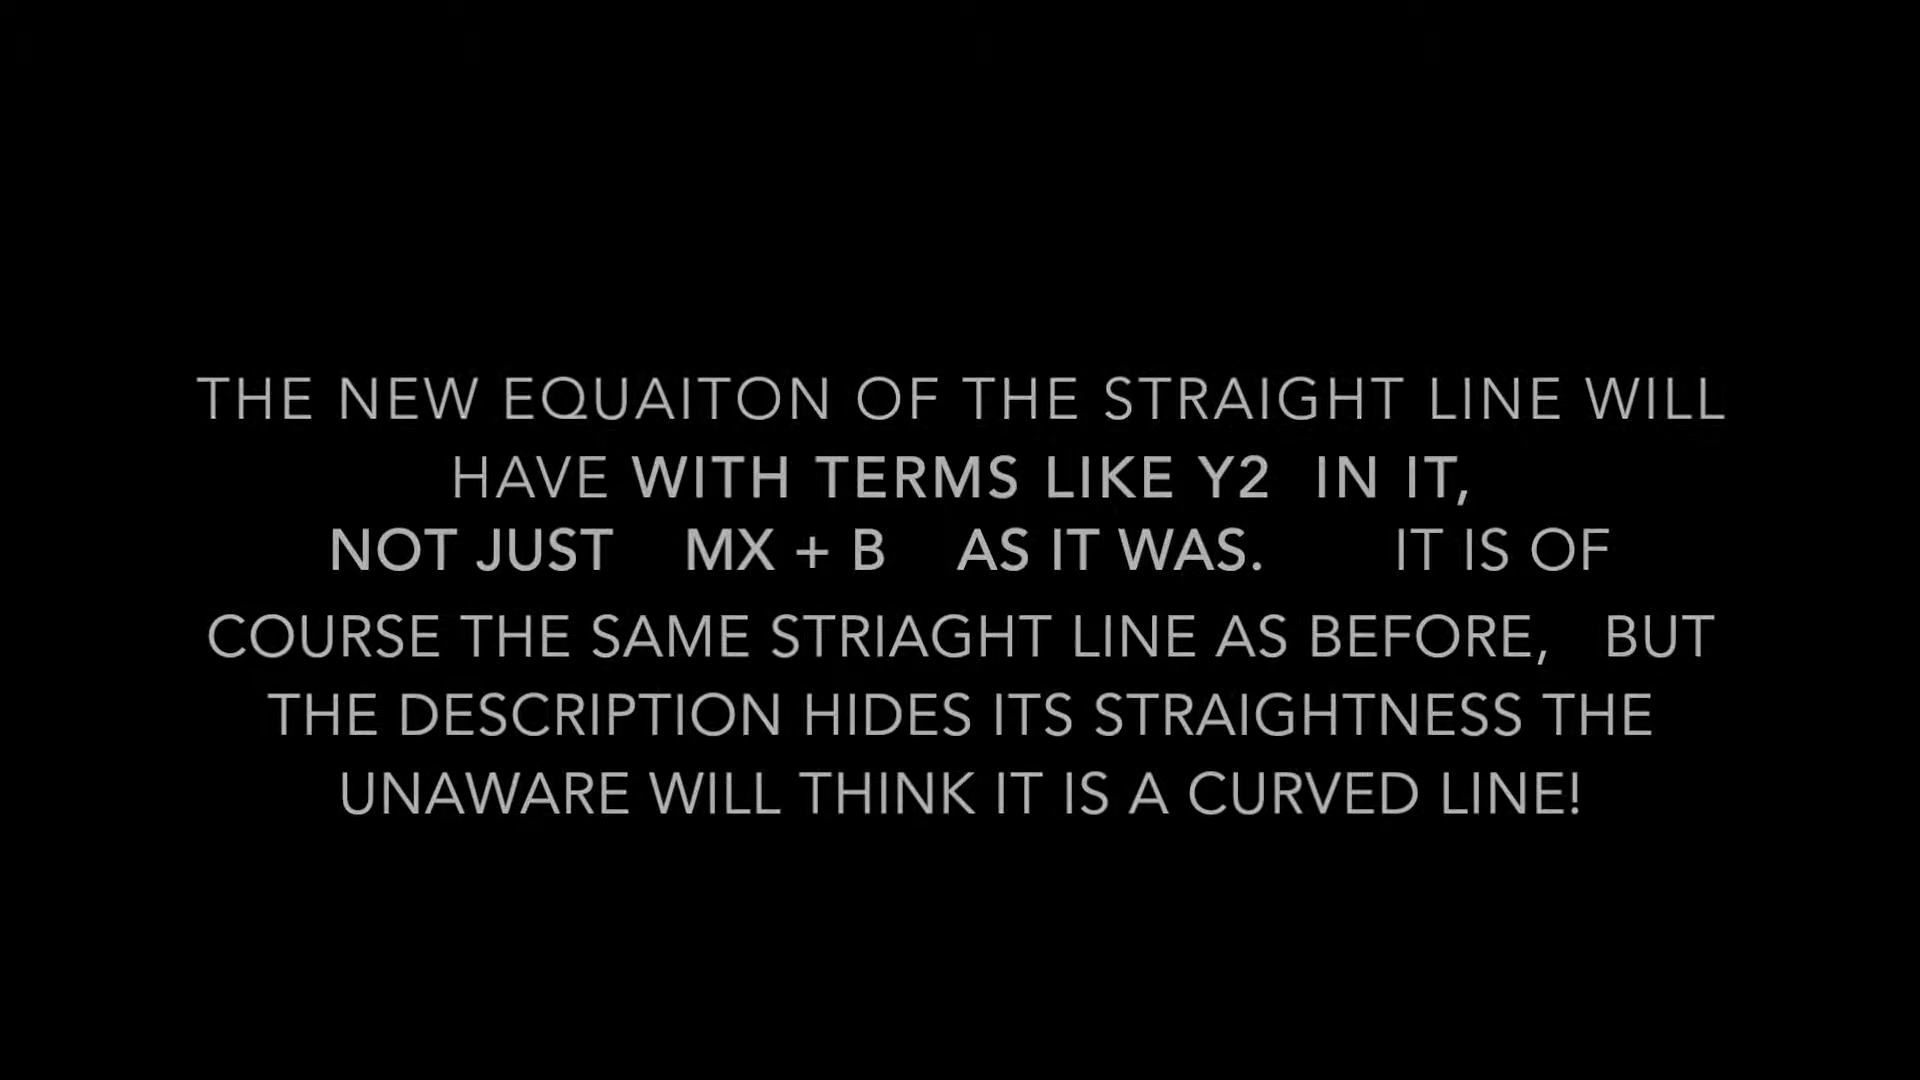 THE NEW EQUAITON OF THE STRAIGHT LINE WILL
HAVE WITH TERMS LIKE Y2 IN IT,
NOT JUST MX + B AS IT WAS. IT IS OF
COURSE THE SAME STRIAGHT LINE AS BEFORE, BUT
THE DESCRIPTION HIDES ITS STRAIGHTNESS THE
UNAWARE WILL THINK IT IS A CURVED LINE!